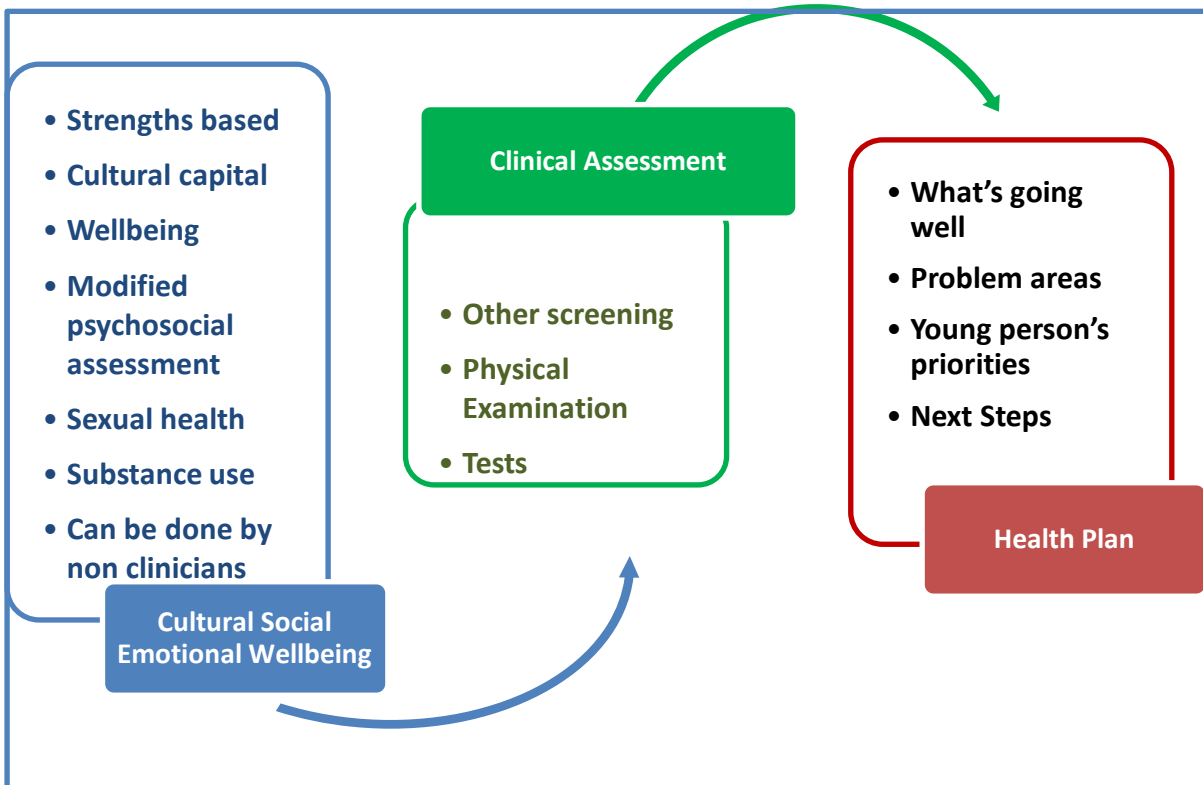 • Strengths based
• Cultural capital
• Wellbeing
• Modified
psychosocial
assessment
• Sexual health
• Substance use
• Can be done by
non clinicians
Cultural Social
Emotional Wellbeing
Clinical Assessment
• Other screening
• Physical
Examination
• Tests
• What’s going
well
• Problem areas
• Young person’s
priorities
• Next Steps
Health Plan